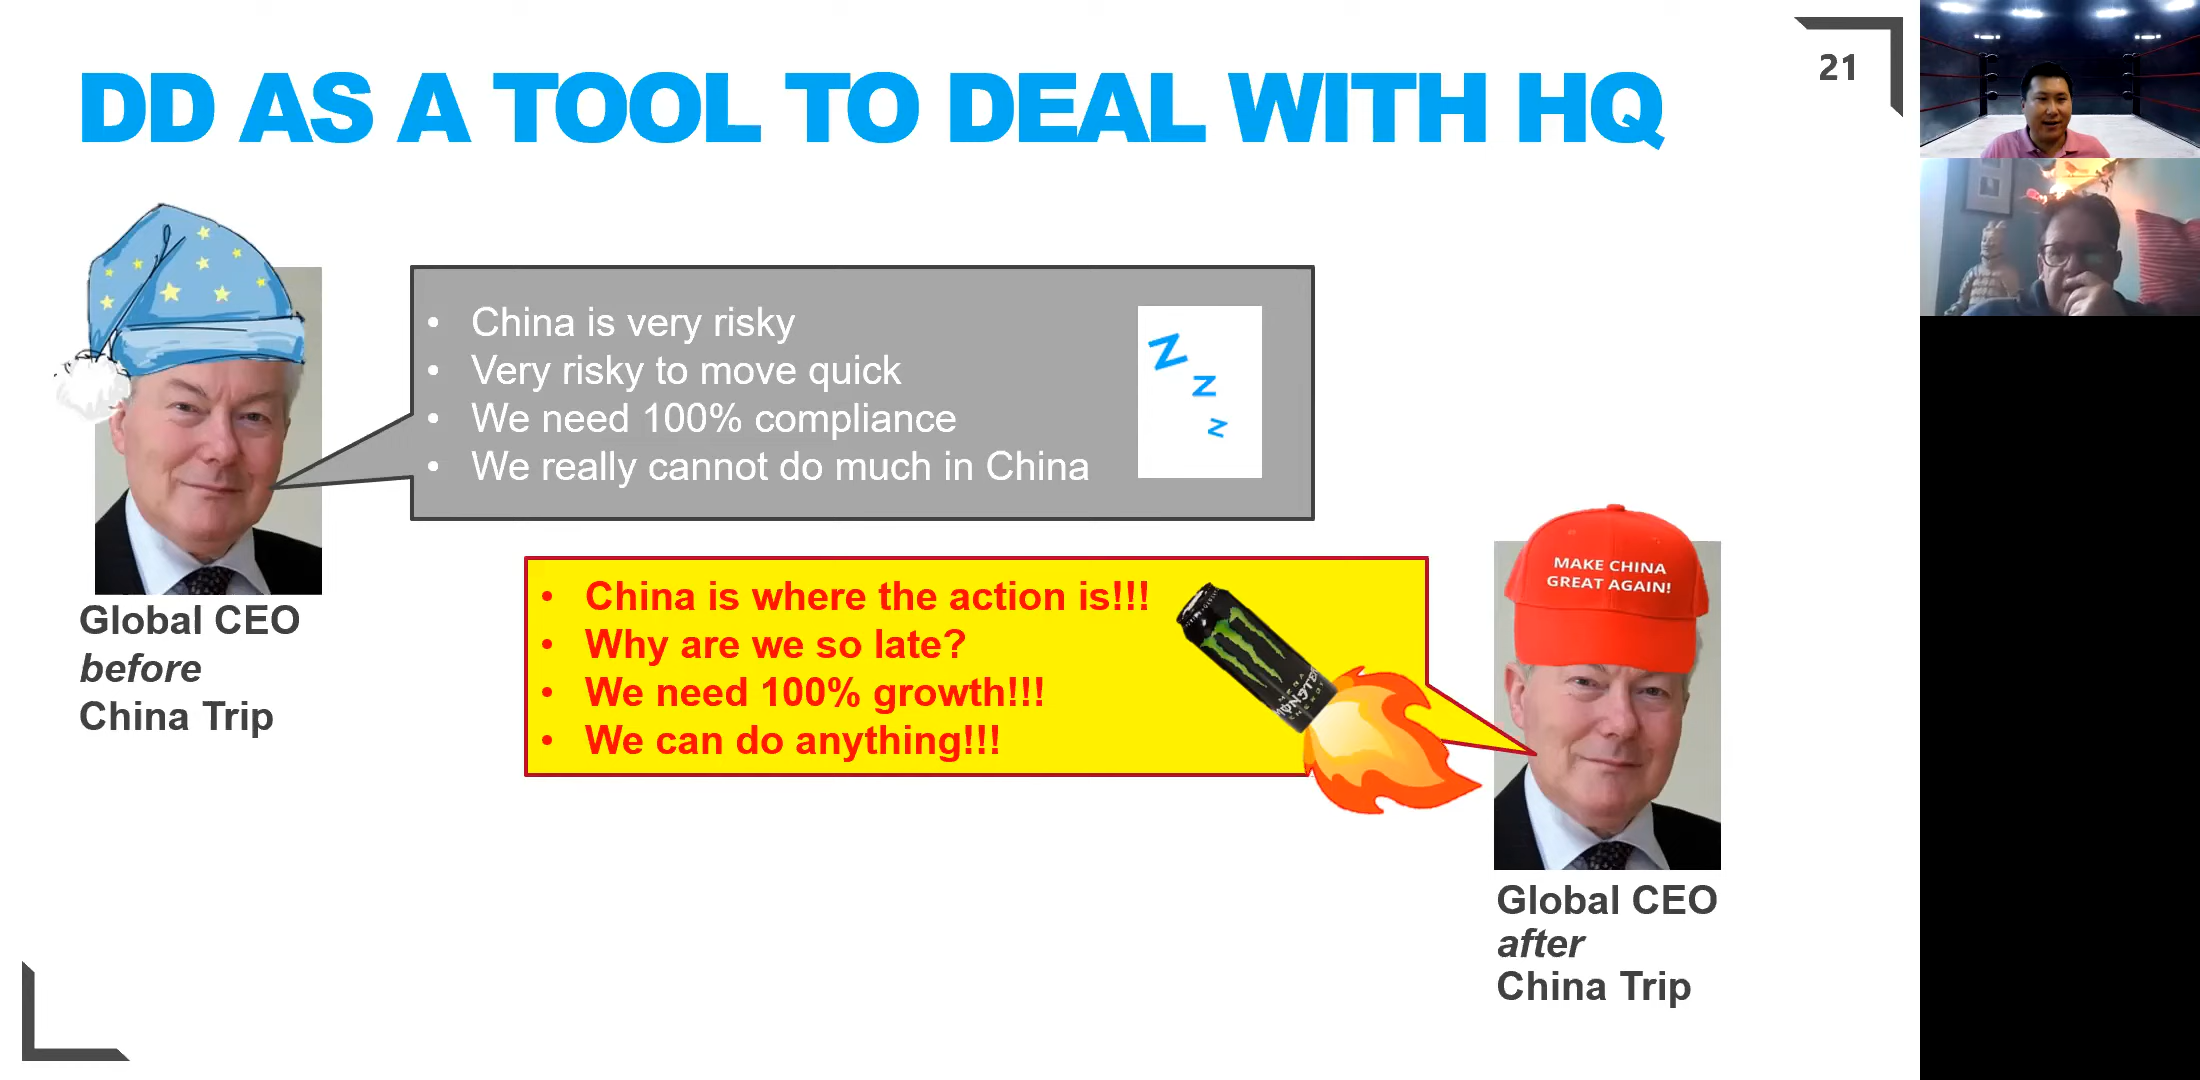 DD AS A TOOL TO DEAL WITH HQ
21
• China is very risky
• Very risky to move quick
• We need 100% compliance
• We really cannot do much in China
Z
Z
Z
Global CEO
before
China Trip
• China is where the action is!!!
• Why are we so late?
• We need 100% growth!!!
• We can do anything!!!
MONSTER
MAKE CHINA
GREAT AGAIN!
Global CEO
after
China Trip